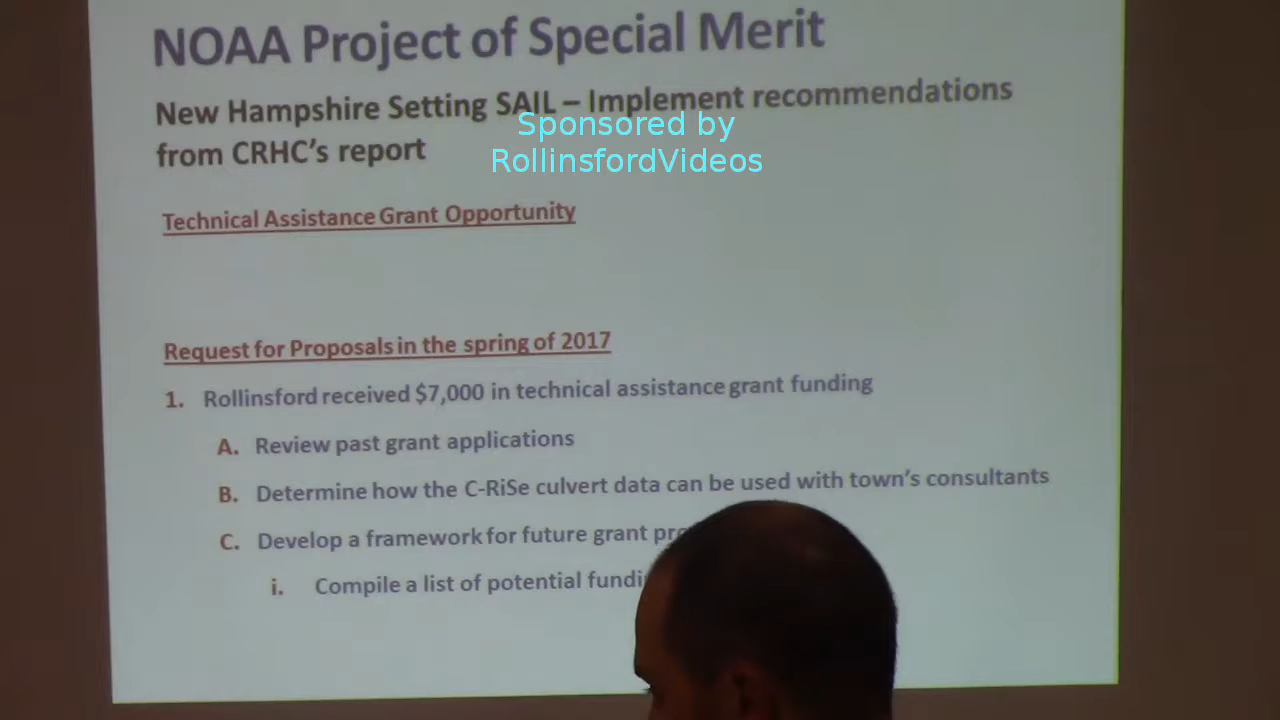 NOAA Project of Special Merit
New Hampshire Setting SAIL – Implement recommendations
from CRHC's report
Sponsored by
RollinsfordVideos
Technical Assistance Grant Opportunity
Request for Proposals in the spring of 2017
1. Rollinsford received $7,000 in technical assistance grant funding
A. Review past grant applications
B. Determine how the C-RiSe culvert data can be used with town's consultants
C. Develop a framework for future grant
i. Compile a list of potential